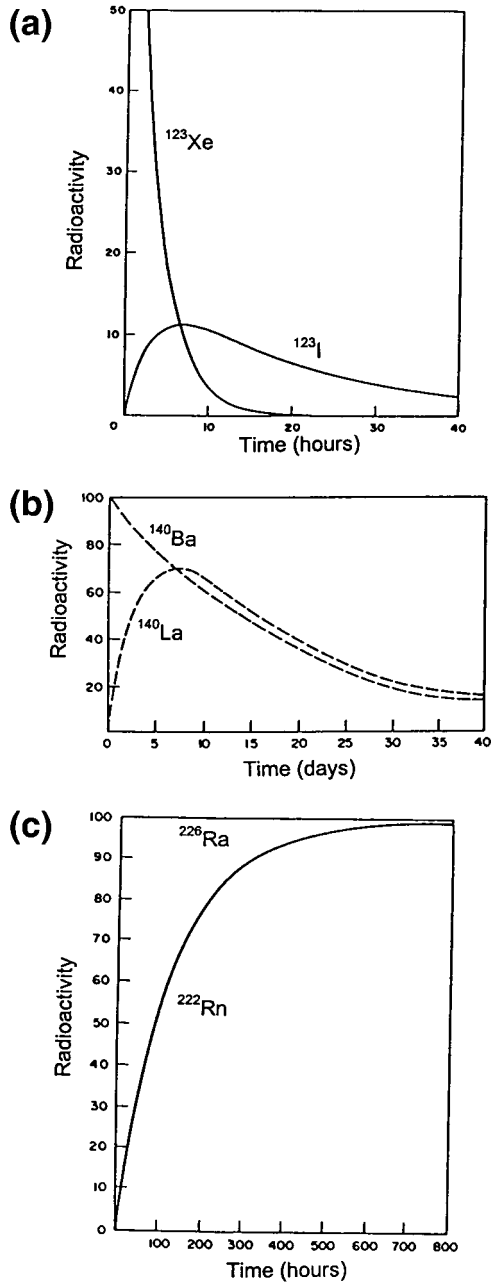 (a)
50
40
30
20
10
0 10 20 30 40
Radioactivity
¹²³Xe
¹²³I
Time (hours)
(b)
100
80
60
40
20
0 5 10 15 20 25 30 35 40
Radioactivity
¹⁴⁰Ba
¹⁴⁰La
Time (days)
(c)
100
90
80
70
60
50
40
30
20
10
0
100 200 300 400 500 600 700 800
Radioactivity
²²⁶Ra
²²²Rn
Time (hours)